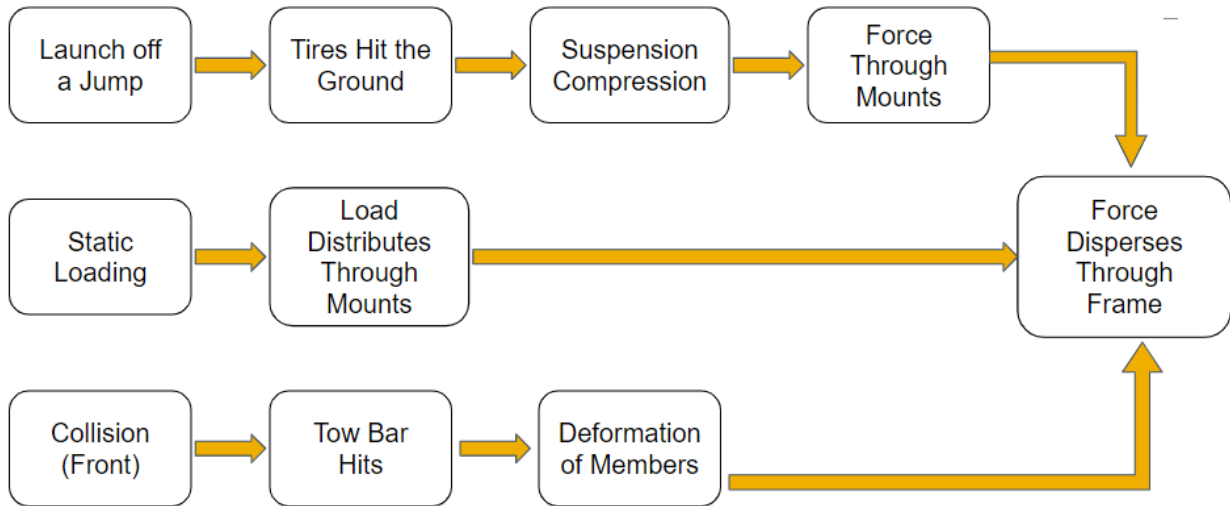 Launch off
a Jump
Tires Hit the
Ground
Suspension
Compression
Force
Through
Mounts
Static
Loading
Load
Distributes
Through
Mounts
Force
Disperses
Through
Frame
Collision
(Front)
Tow Bar
Hits
Deformation
of Members